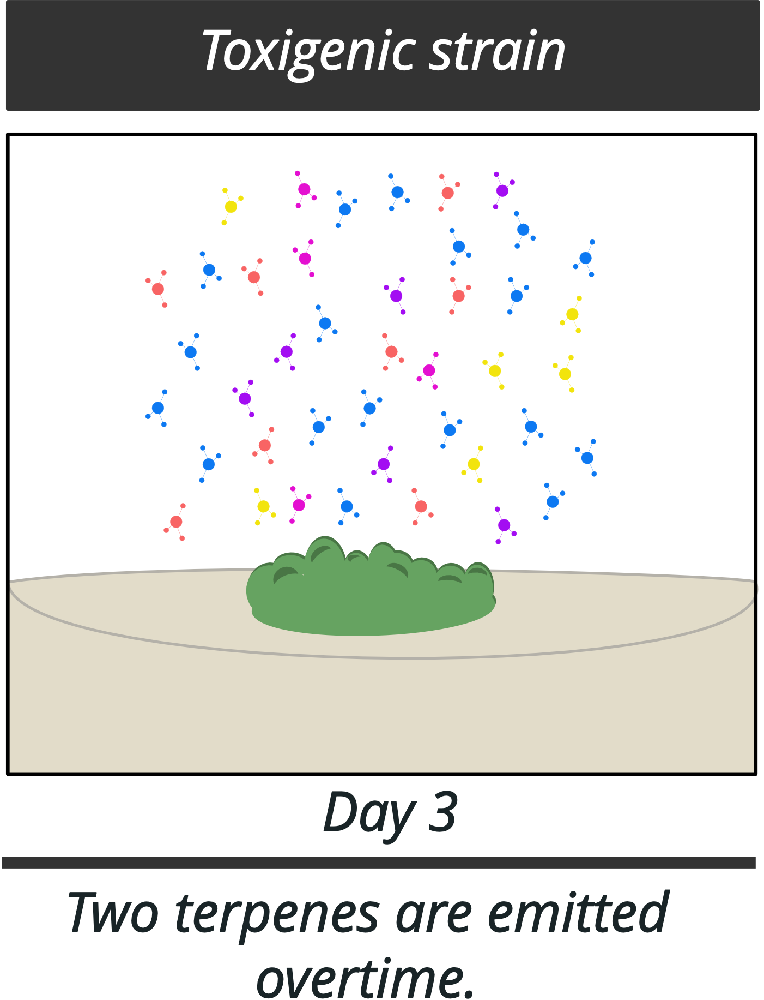 Toxigenic strain
Day 3
Two terpenes are emitted
overtime.